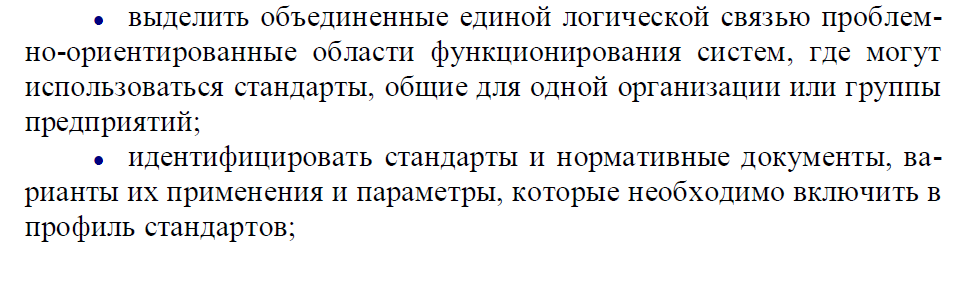 • выделить объединенные единой логической связью проблем-
но-ориентированные области функционирования систем, где могут
использоваться стандарты, общие для одной организации или группы
предприятий;
• идентифицировать стандарты и нормативные документы, ва-
рианты их применения и параметры, которые необходимо включить в
профиль стандартов;